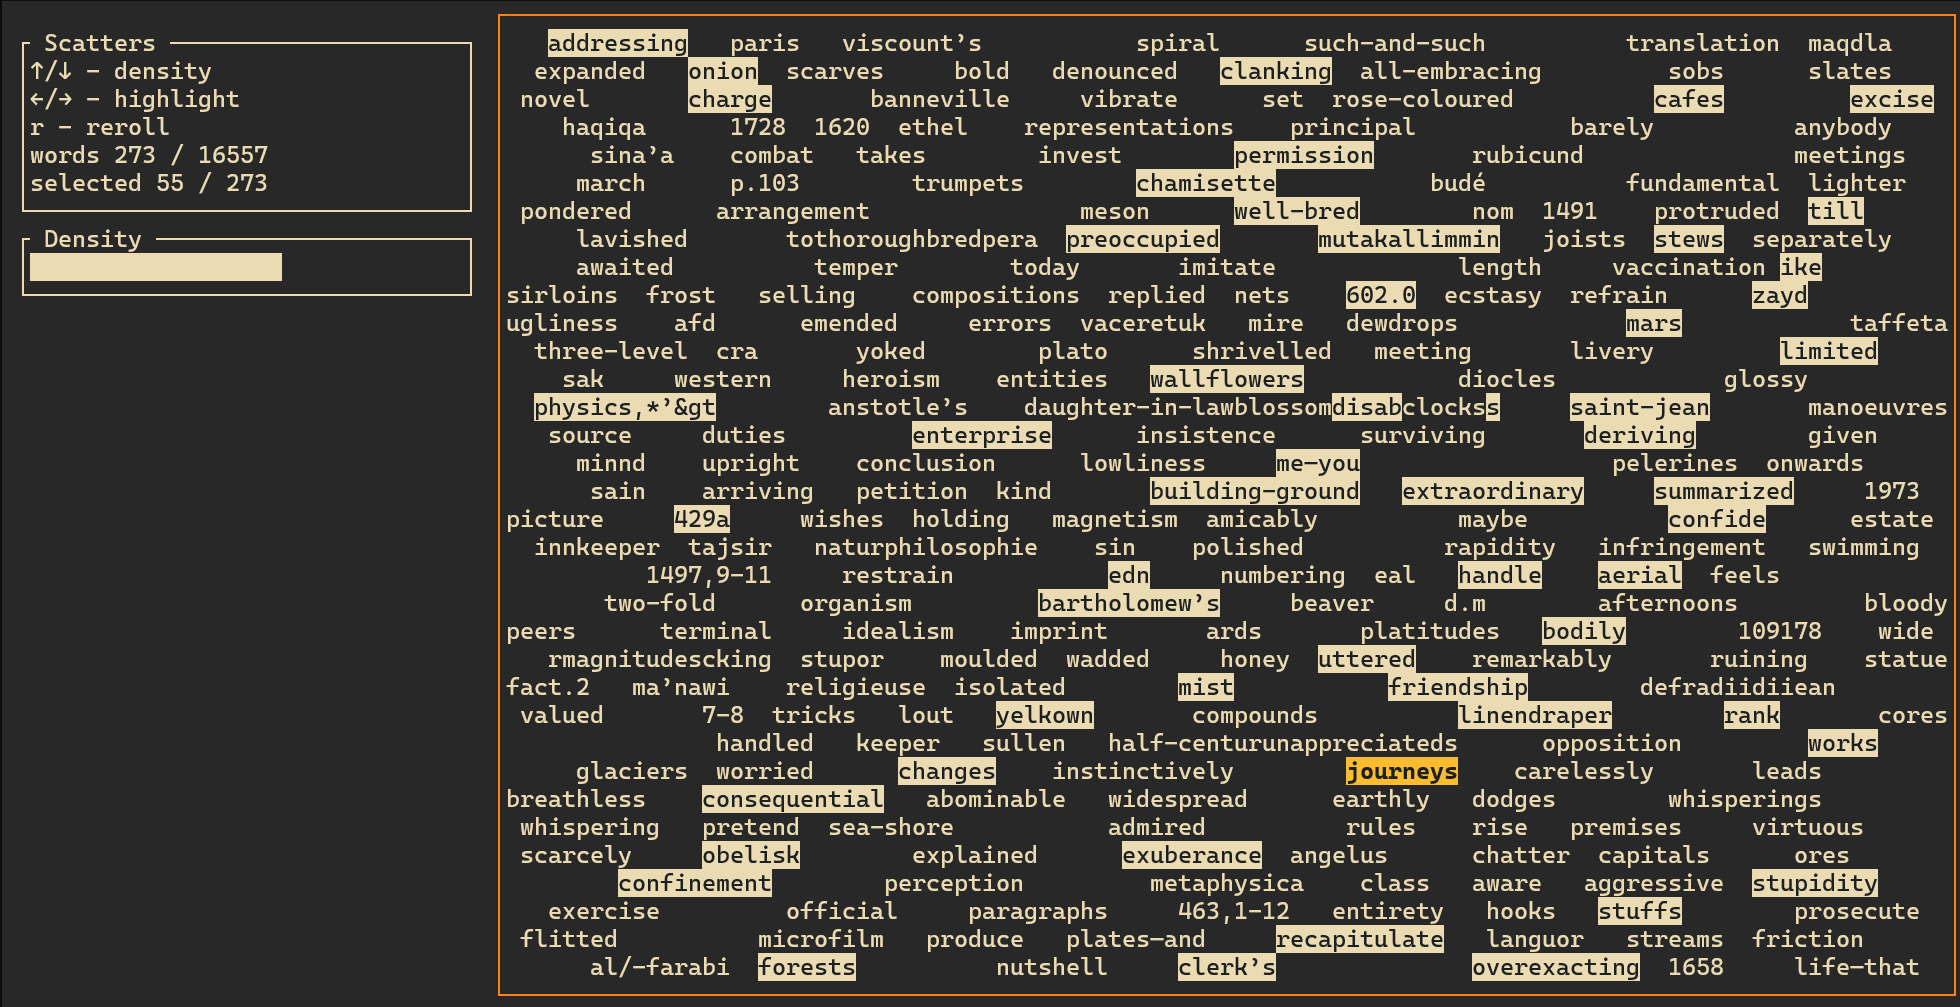 Scatters
↑/↓ - density
←/→ - highlight
r - reroll
words 273 / 16557
selected 55 / 273
Density
addressing paris viscount’s spiral such-and-such translation maqdla
expanded onion scarves bold denounced clanking all-embracing sobs slates
novel charge banneville vibrate set rose-coloured cafes excise
haqiqa 1728 1620 ethel representations principal barely anybody
sina’a combat takes invest permission rubicund meetings
march p.103 trumpets chamisette budé fundamental lighter
pondered arrangement meson well-bred nom 1491 protruded till
lavished tothoroughbredpera preoccupied mutakallimmin joists stews separately
awaited temper today imitate length vaccination ike
sirloins frost selling compositions replied nets 602.0 ecstasy refrain zayd
ugliness afd emended errors vaceretuk mire dewdrops mars taffeta
three-level cra yoked plato shrivelled meeting livery limited
sak western heroism entities wallflowers diocles glossy
physics,*’&gt anstotle’s daughter-in-lawblossomdisabclockss saint-jean manoeuvres
source duties enterprise insistence surviving deriving given
minnd upright conclusion lowliness me—you pelerines onwards
sain arriving petition kind building-ground extraordinary summarized 1973
picture 429a wishes holding magnetism amicably maybe confide estate
innkeeper tajsir naturphilosophie sin polished rapidity infringement swimming
1497,9-11 restrain edn numbering eal handle aerial feels
two-fold organism bartholomew’s beaver d.m afternoons bloody
peers terminal idealism imprint ards platitudes bodily 109178 wide
rmagnitudescking stupor moulded wadded honey uttered remarkably ruining statue
fact.2 ma’nawi religieuse isolated mist friendship defradiidiiean
valued 7-8 tricks lout yelkown compounds linendraper rank cores
handled keeper sullen half-centurunappreciateds opposition works
glaciers worried changes instinctively journeys carelessly leads
breathless consequential abominable widespread earthly dodges whisperings
whispering pretend sea-shore admired rules rise premises virtuous
scarcely obelisk explained exuberance angelus chatter capitals ores
confinement perception metaphysica class aware aggressive stupidity
exercise official paragraphs 463,1-12 entirety hooks stuffs prosecute
flitted microfilm produce plates—and recapitulate languor streams friction
al/-farabi forests nutshell clerk’s overexacting 1658 life—that